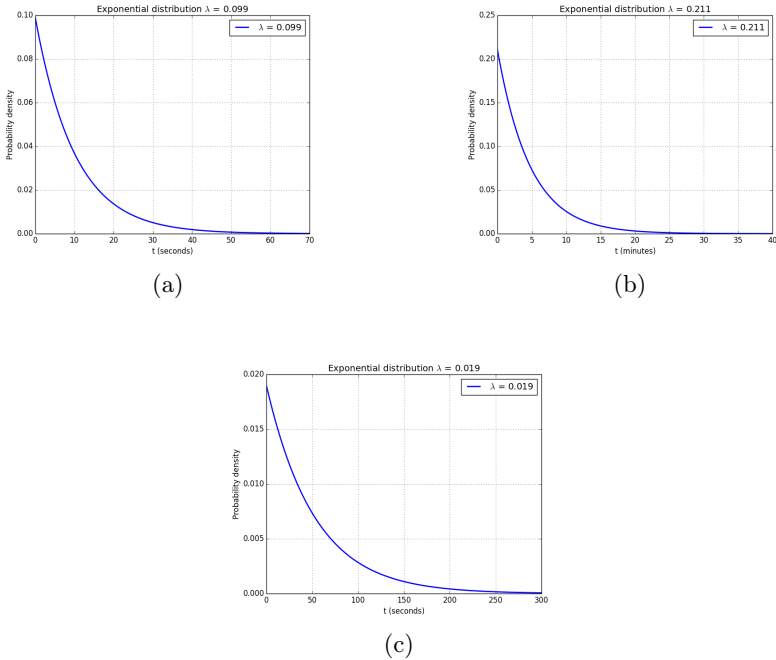 Exponential distribution λ = 0.099
λ = 0.099
0.10
0.08
0.06
0.04
0.02
0.00
Probability density
0 10 20 30 40 50 60 70
t (seconds)
(a)
Exponential distribution λ = 0.211
λ = 0.211
0.25
0.20
0.15
0.10
0.05
0.00
Probability density
0 5 10 15 20 25 30 35 40
t (minutes)
(b)
Exponential distribution λ = 0.019
λ = 0.019
0.020
0.015
0.010
0.005
0.000
Probability density
0 50 100 150 200 250 300
t (seconds)
(c)